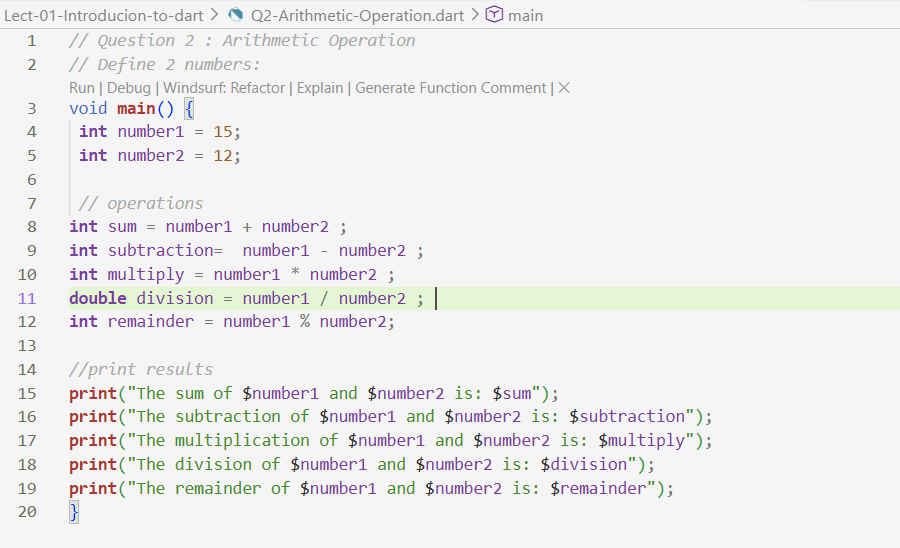 Lect-01-Introducion-to-dart > Q2-Arithmetic-Operation.dart > main
1 // Question 2 : Arithmetic Operation
2 // Define 2 numbers:
Run | Debug | Windsurf: Refactor | Explain | Generate Function Comment | ×
3 void main() {
4 int number1 = 15;
5 int number2 = 12;
6
7 // operations
8 int sum = number1 + number2 ;
9 int subtraction=  number1 - number2 ;
10 int multiply = number1 * number2 ;
11 double division = number1 / number2 ;
12 int remainder = number1 % number2;
13
14 //print results
15 print("The sum of $number1 and $number2 is: $sum");
16 print("The subtraction of $number1 and $number2 is: $subtraction");
17 print("The multiplication of $number1 and $number2 is: $multiply");
18 print("The division of $number1 and $number2 is: $division");
19 print("The remainder of $number1 and $number2 is: $remainder");
20 }